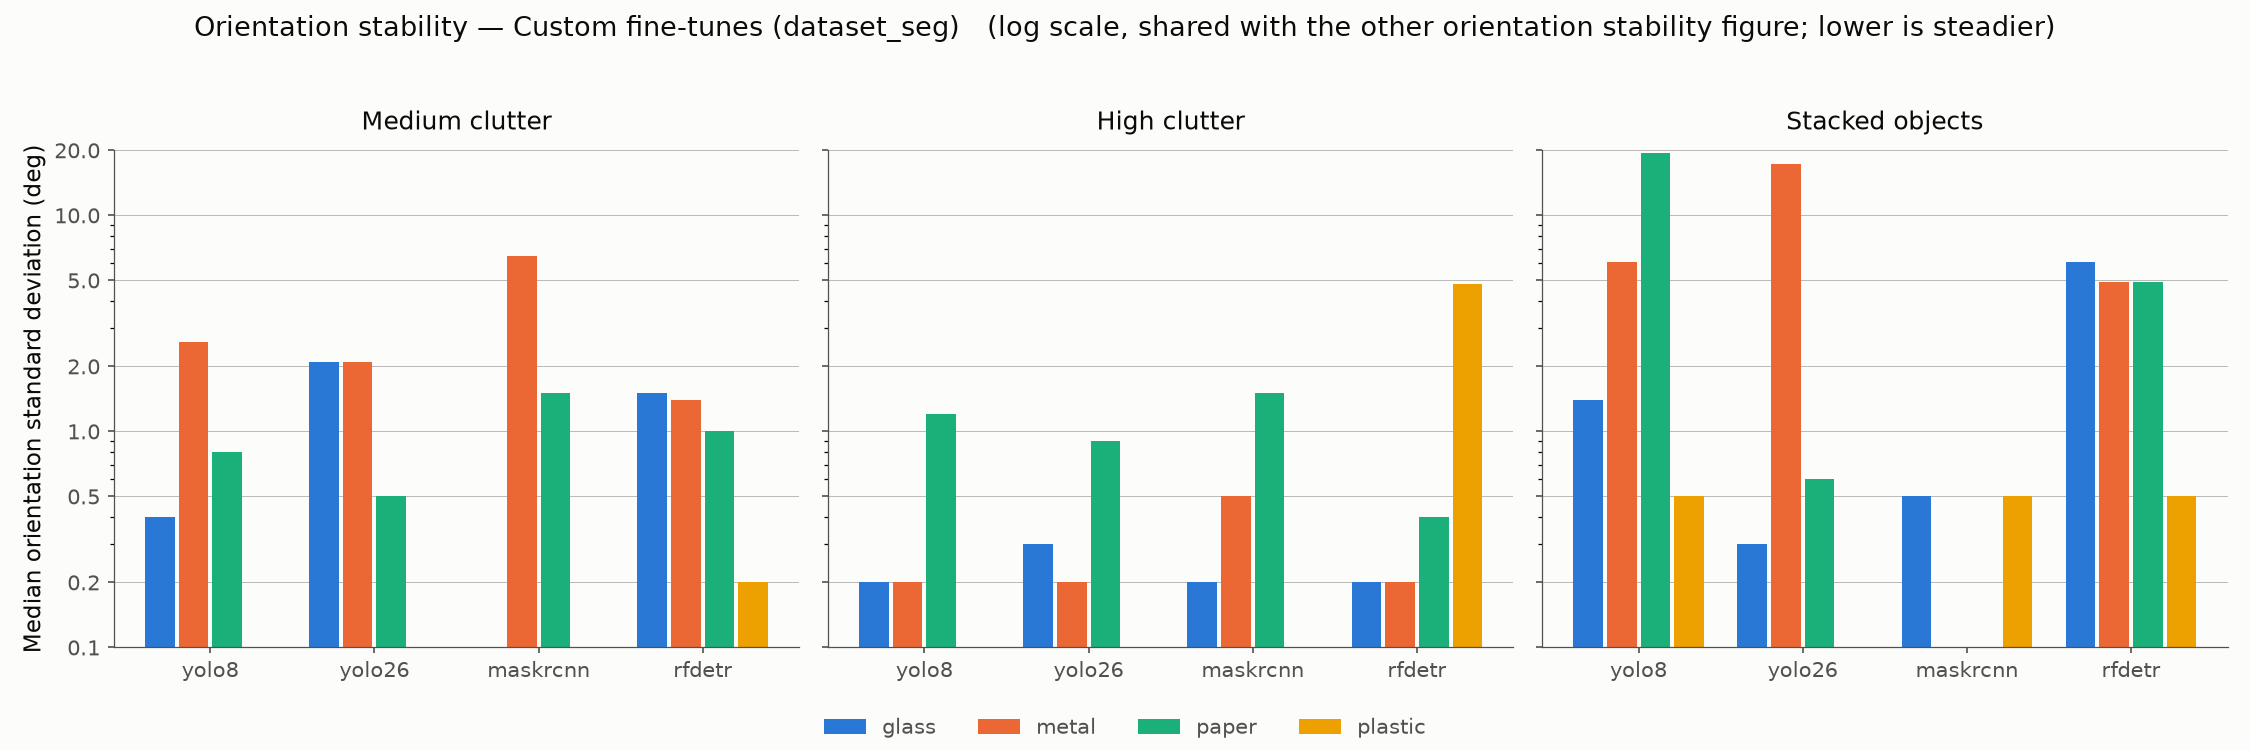 Orientation stability — Custom fine-tunes (dataset_seg)   (log scale, shared with the other orientation stability figure; lower is steadier)
Medium clutter
High clutter
Stacked objects
Median orientation standard deviation (deg)
20.0
10.0
5.0
2.0
1.0
0.5
0.2
0.1
yolo8 yolo26 maskrcnn rfdetr
yolo8 yolo26 maskrcnn rfdetr
yolo8 yolo26 maskrcnn rfdetr
glass metal paper plastic